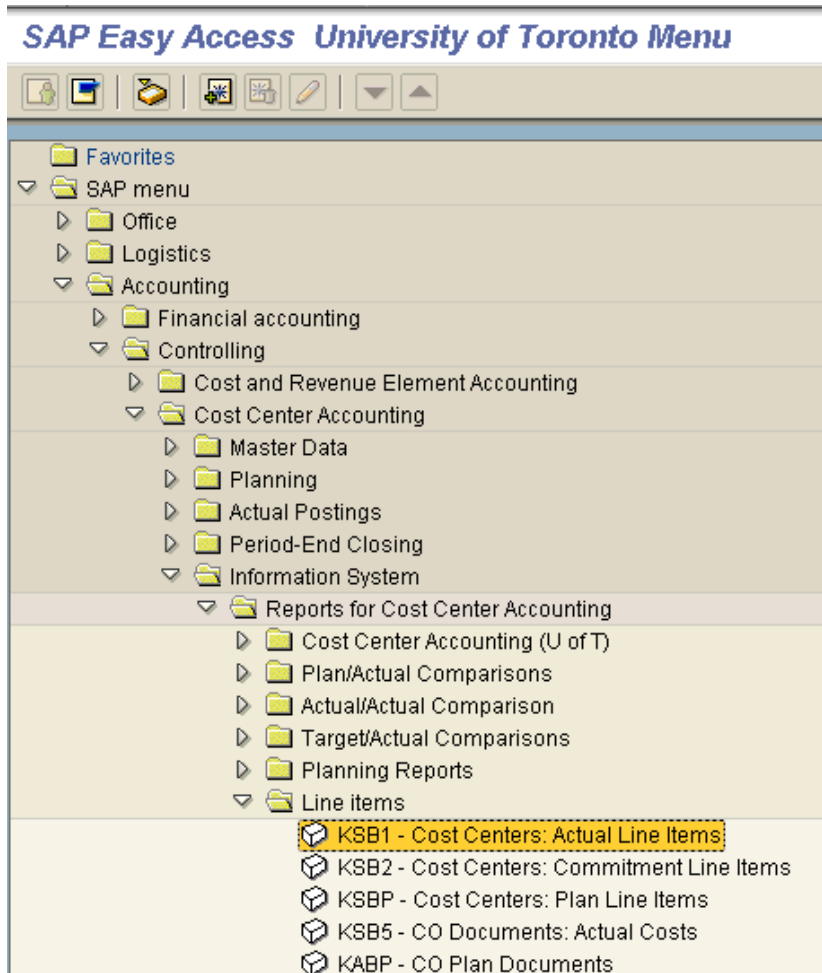 SAP Easy Access University of Toronto Menu
Favorites
SAP menu
Office
Logistics
Accounting
Financial accounting
Controlling
Cost and Revenue Element Accounting
Cost Center Accounting
Master Data
Planning
Actual Postings
Period-End Closing
Information System
Reports for Cost Center Accounting
Cost Center Accounting (U of T)
Plan/Actual Comparisons
Actual/Actual Comparison
Target/Actual Comparisons
Planning Reports
Line items
KSB1 - Cost Centers: Actual Line Items
KSB2 - Cost Centers: Commitment Line Items
KSBP - Cost Centers: Plan Line Items
KSB5 - CO Documents: Actual Costs
KABP - CO Plan Documents